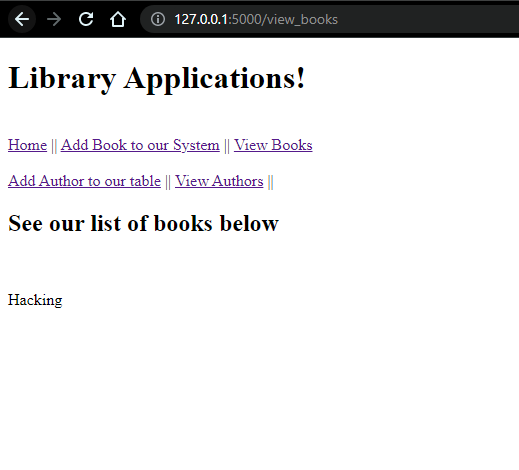 127.0.0.1:5000/view_books
Library Applications!
Home || Add Book to our System || View Books
Add Author to our table || View Authors ||
See our list of books below
Hacking